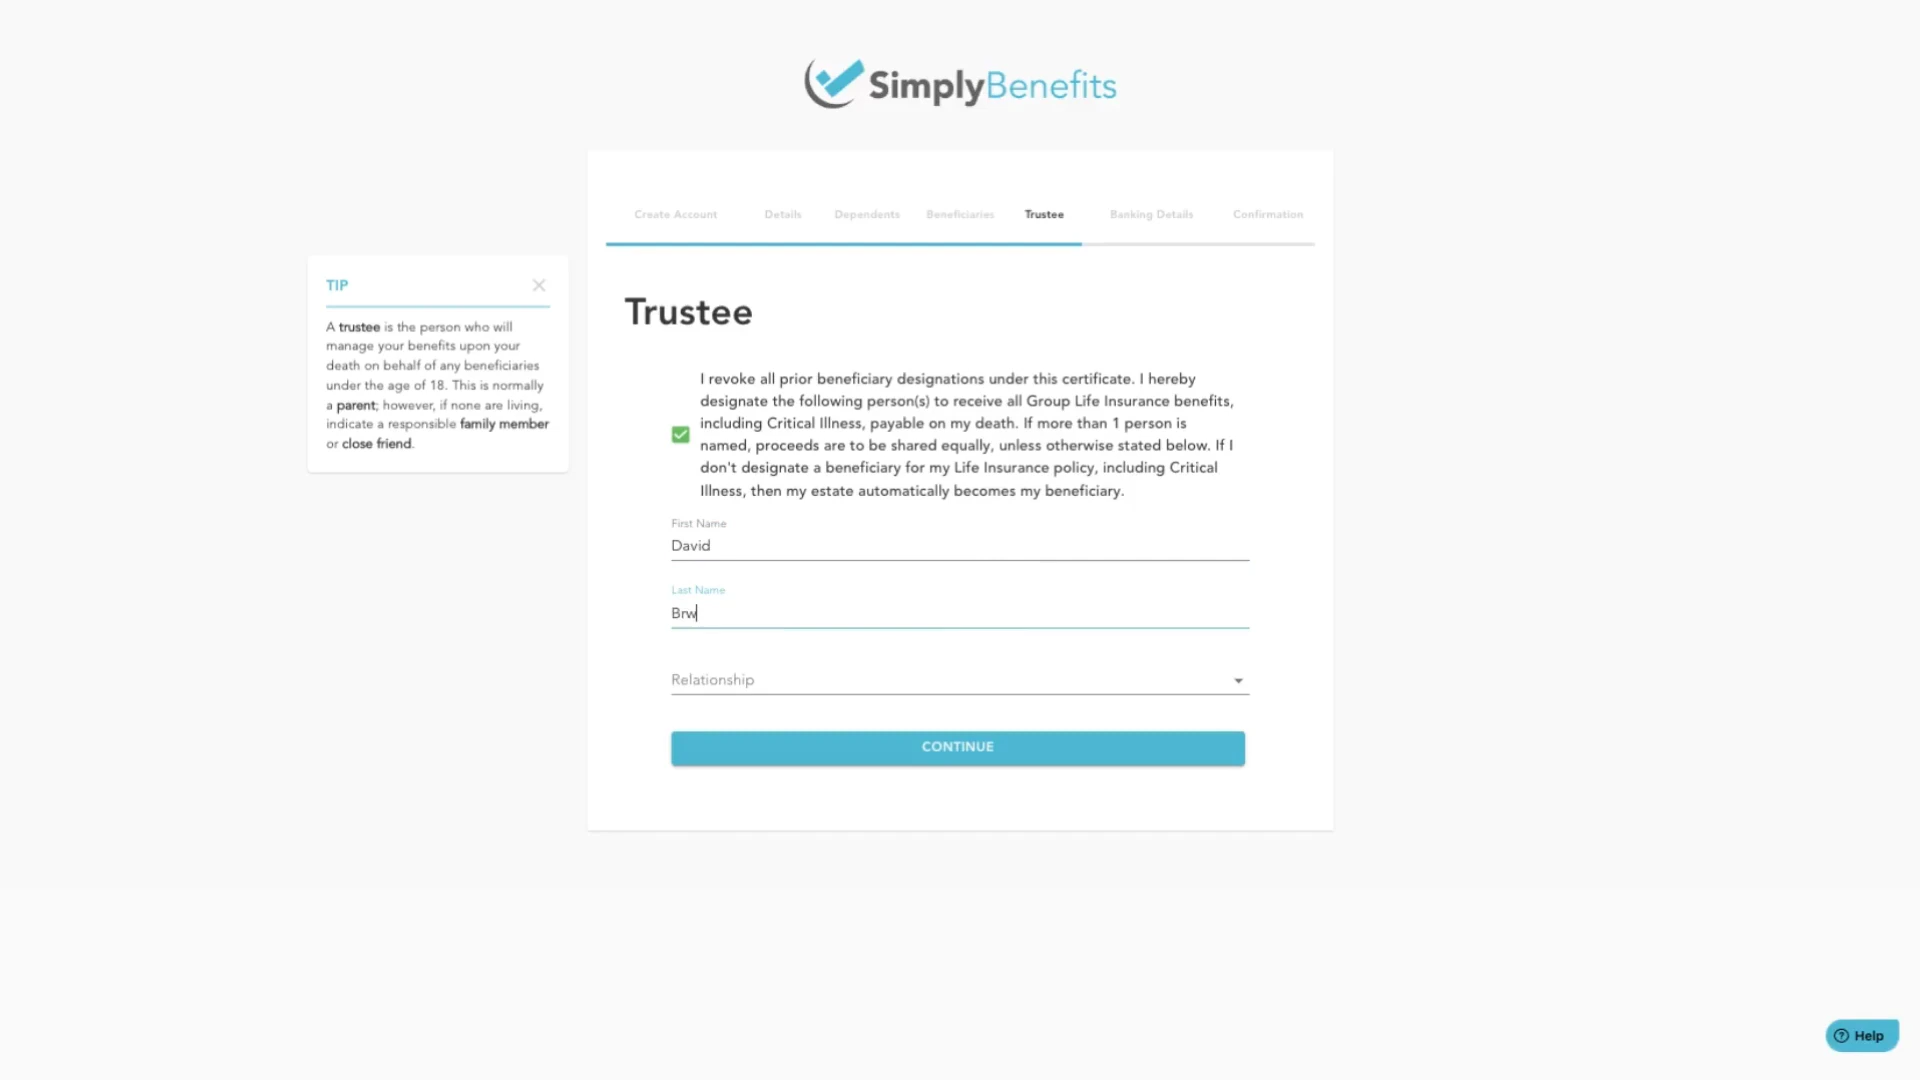 SimplyBenefits
Create Account Details Dependents Beneficiaries Trustee Banking Details Confirmation
TIP
A trustee is the person who will
manage your benefits upon your
death on behalf of any beneficiaries
under the age of 18. This is normally
a parent; however, if none are living,
indicate a responsible family member
or close friend.
Trustee
I revoke all prior beneficiary designations under this certificate. I hereby
designate the following person(s) to receive all Group Life Insurance benefits,
including Critical Illness, payable on my death. If more than 1 person is
named, proceeds are to be shared equally, unless otherwise stated below. If I
don't designate a beneficiary for my Life Insurance policy, including Critical
Illness, then my estate automatically becomes my beneficiary.
First Name
David
Last Name
Brw
Relationship
CONTINUE
Help